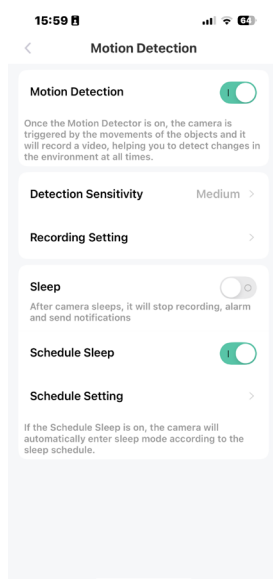 15:59
64
Motion Detection
Motion Detection
Once the Motion Detector is on, the camera is
triggered by the movements of the objects and it
will record a video, helping you to detect changes in
the environment at all times.
Detection Sensitivity Medium
Recording Setting
Sleep
After camera sleeps, it will stop recording, alarm
and send notifications
Schedule Sleep
Schedule Setting
If the Schedule Sleep is on, the camera will
automatically enter sleep mode according to the
sleep schedule.